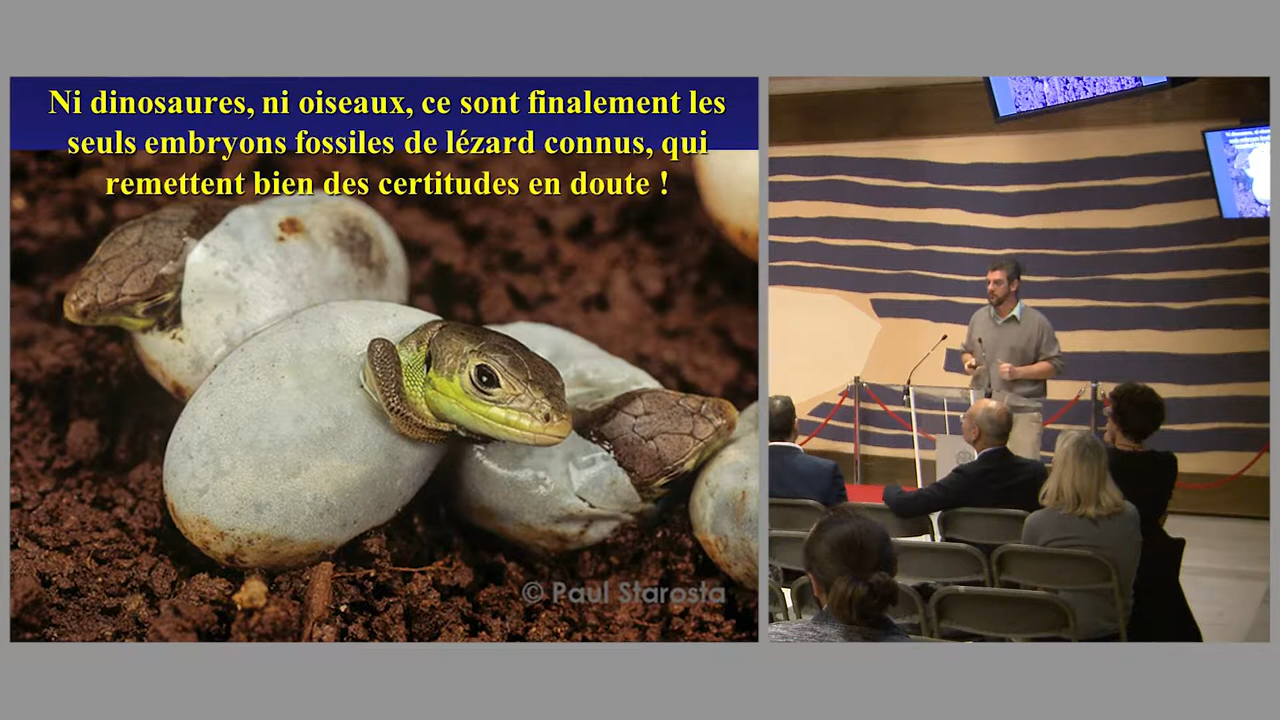 Ni dinosaures, ni oiseaux, ce sont finalement les
seuls embryons fossiles de lézard connus, qui
remettent bien des certitudes en doute !
© Paul Starosta